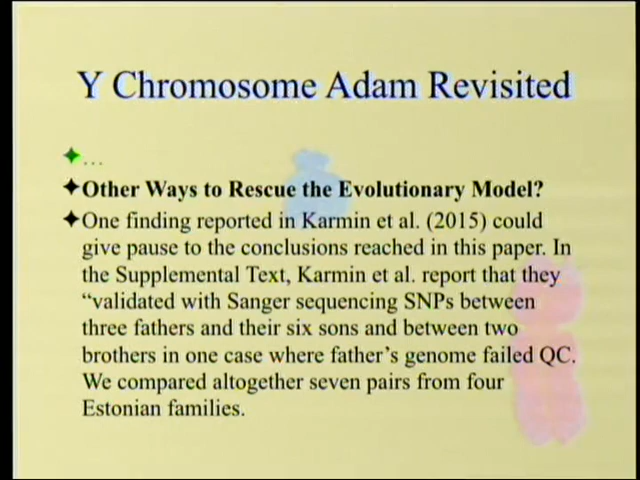 Y Chromosome Adam Revisited
✦...
✦Other Ways to Rescue the Evolutionary Model?
✦One finding reported in Karmin et al. (2015) could
give pause to the conclusions reached in this paper. In
the Supplemental Text, Karmin et al. report that they
“validated with Sanger sequencing SNPs between
three fathers and their six sons and between two
brothers in one case where father’s genome failed QC.
We compared altogether seven pairs from four
Estonian families.